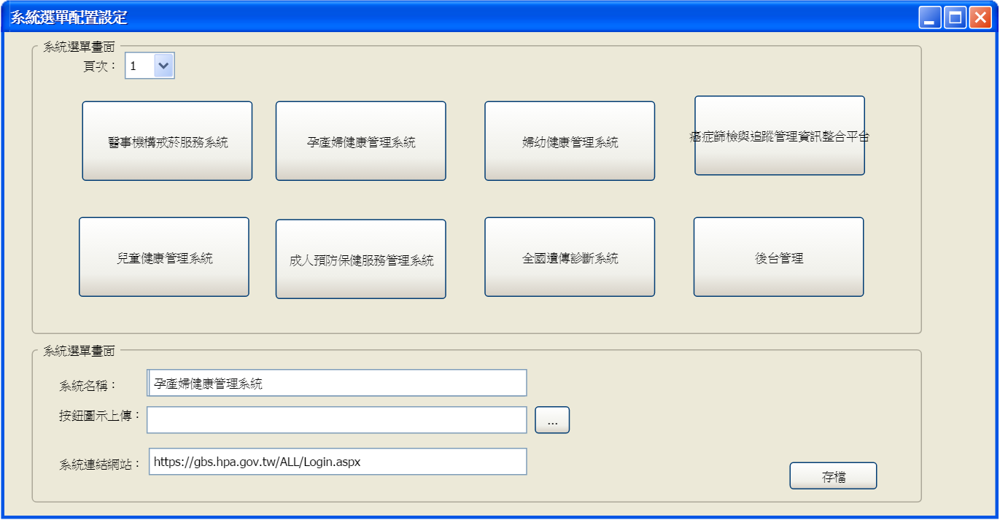 系統選單配置設定
系統選單畫面
頁次：
1
醫事機構戒菸服務系統
孕產婦健康管理系統
婦幼健康管理系統
癌症篩檢與追蹤管理資訊整合平台
兒童健康管理系統
成人預防保健服務管理系統
全國遺傳診斷系統
後台管理
系統選單畫面
系統名稱：
孕產婦健康管理系統
按鈕圖示上傳：
...
系統連結網站：
https://gbs.hpa.gov.tw/ALL/Login.aspx
存檔